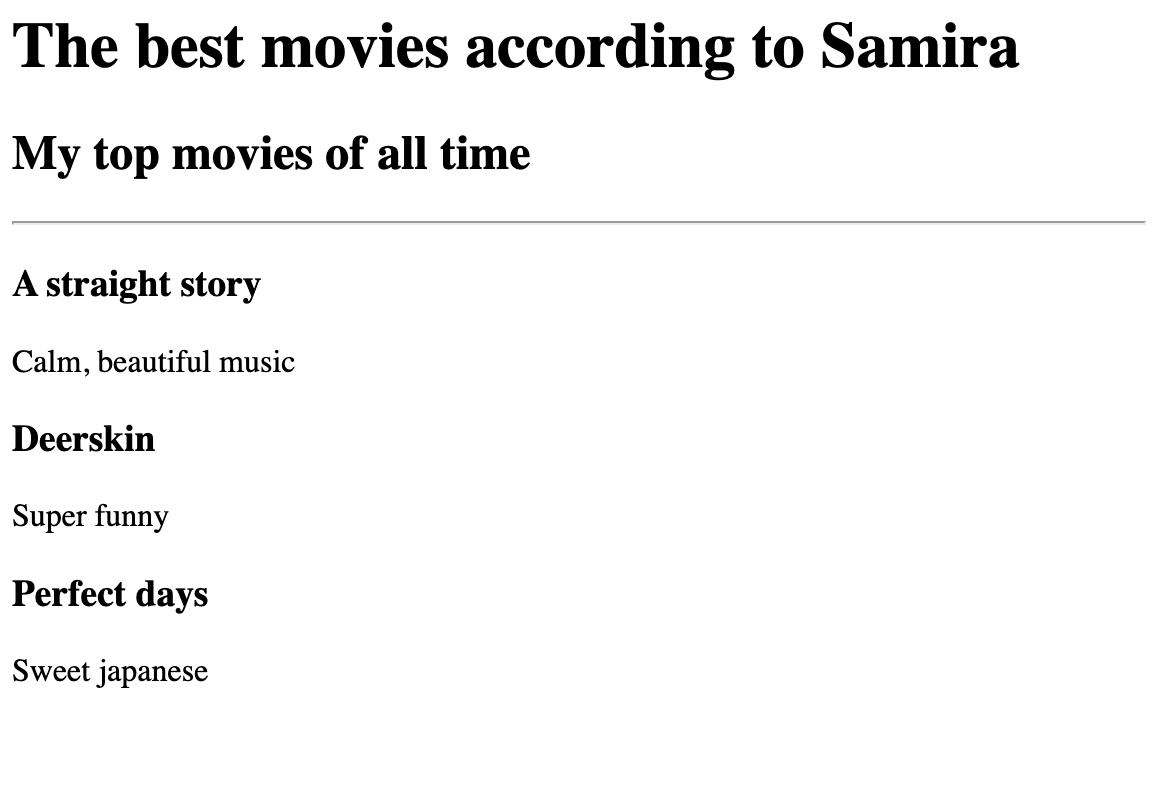 The best movies according to Samira
My top movies of all time
A straight story
Calm, beautiful music
Deerskin
Super funny
Perfect days
Sweet japanese